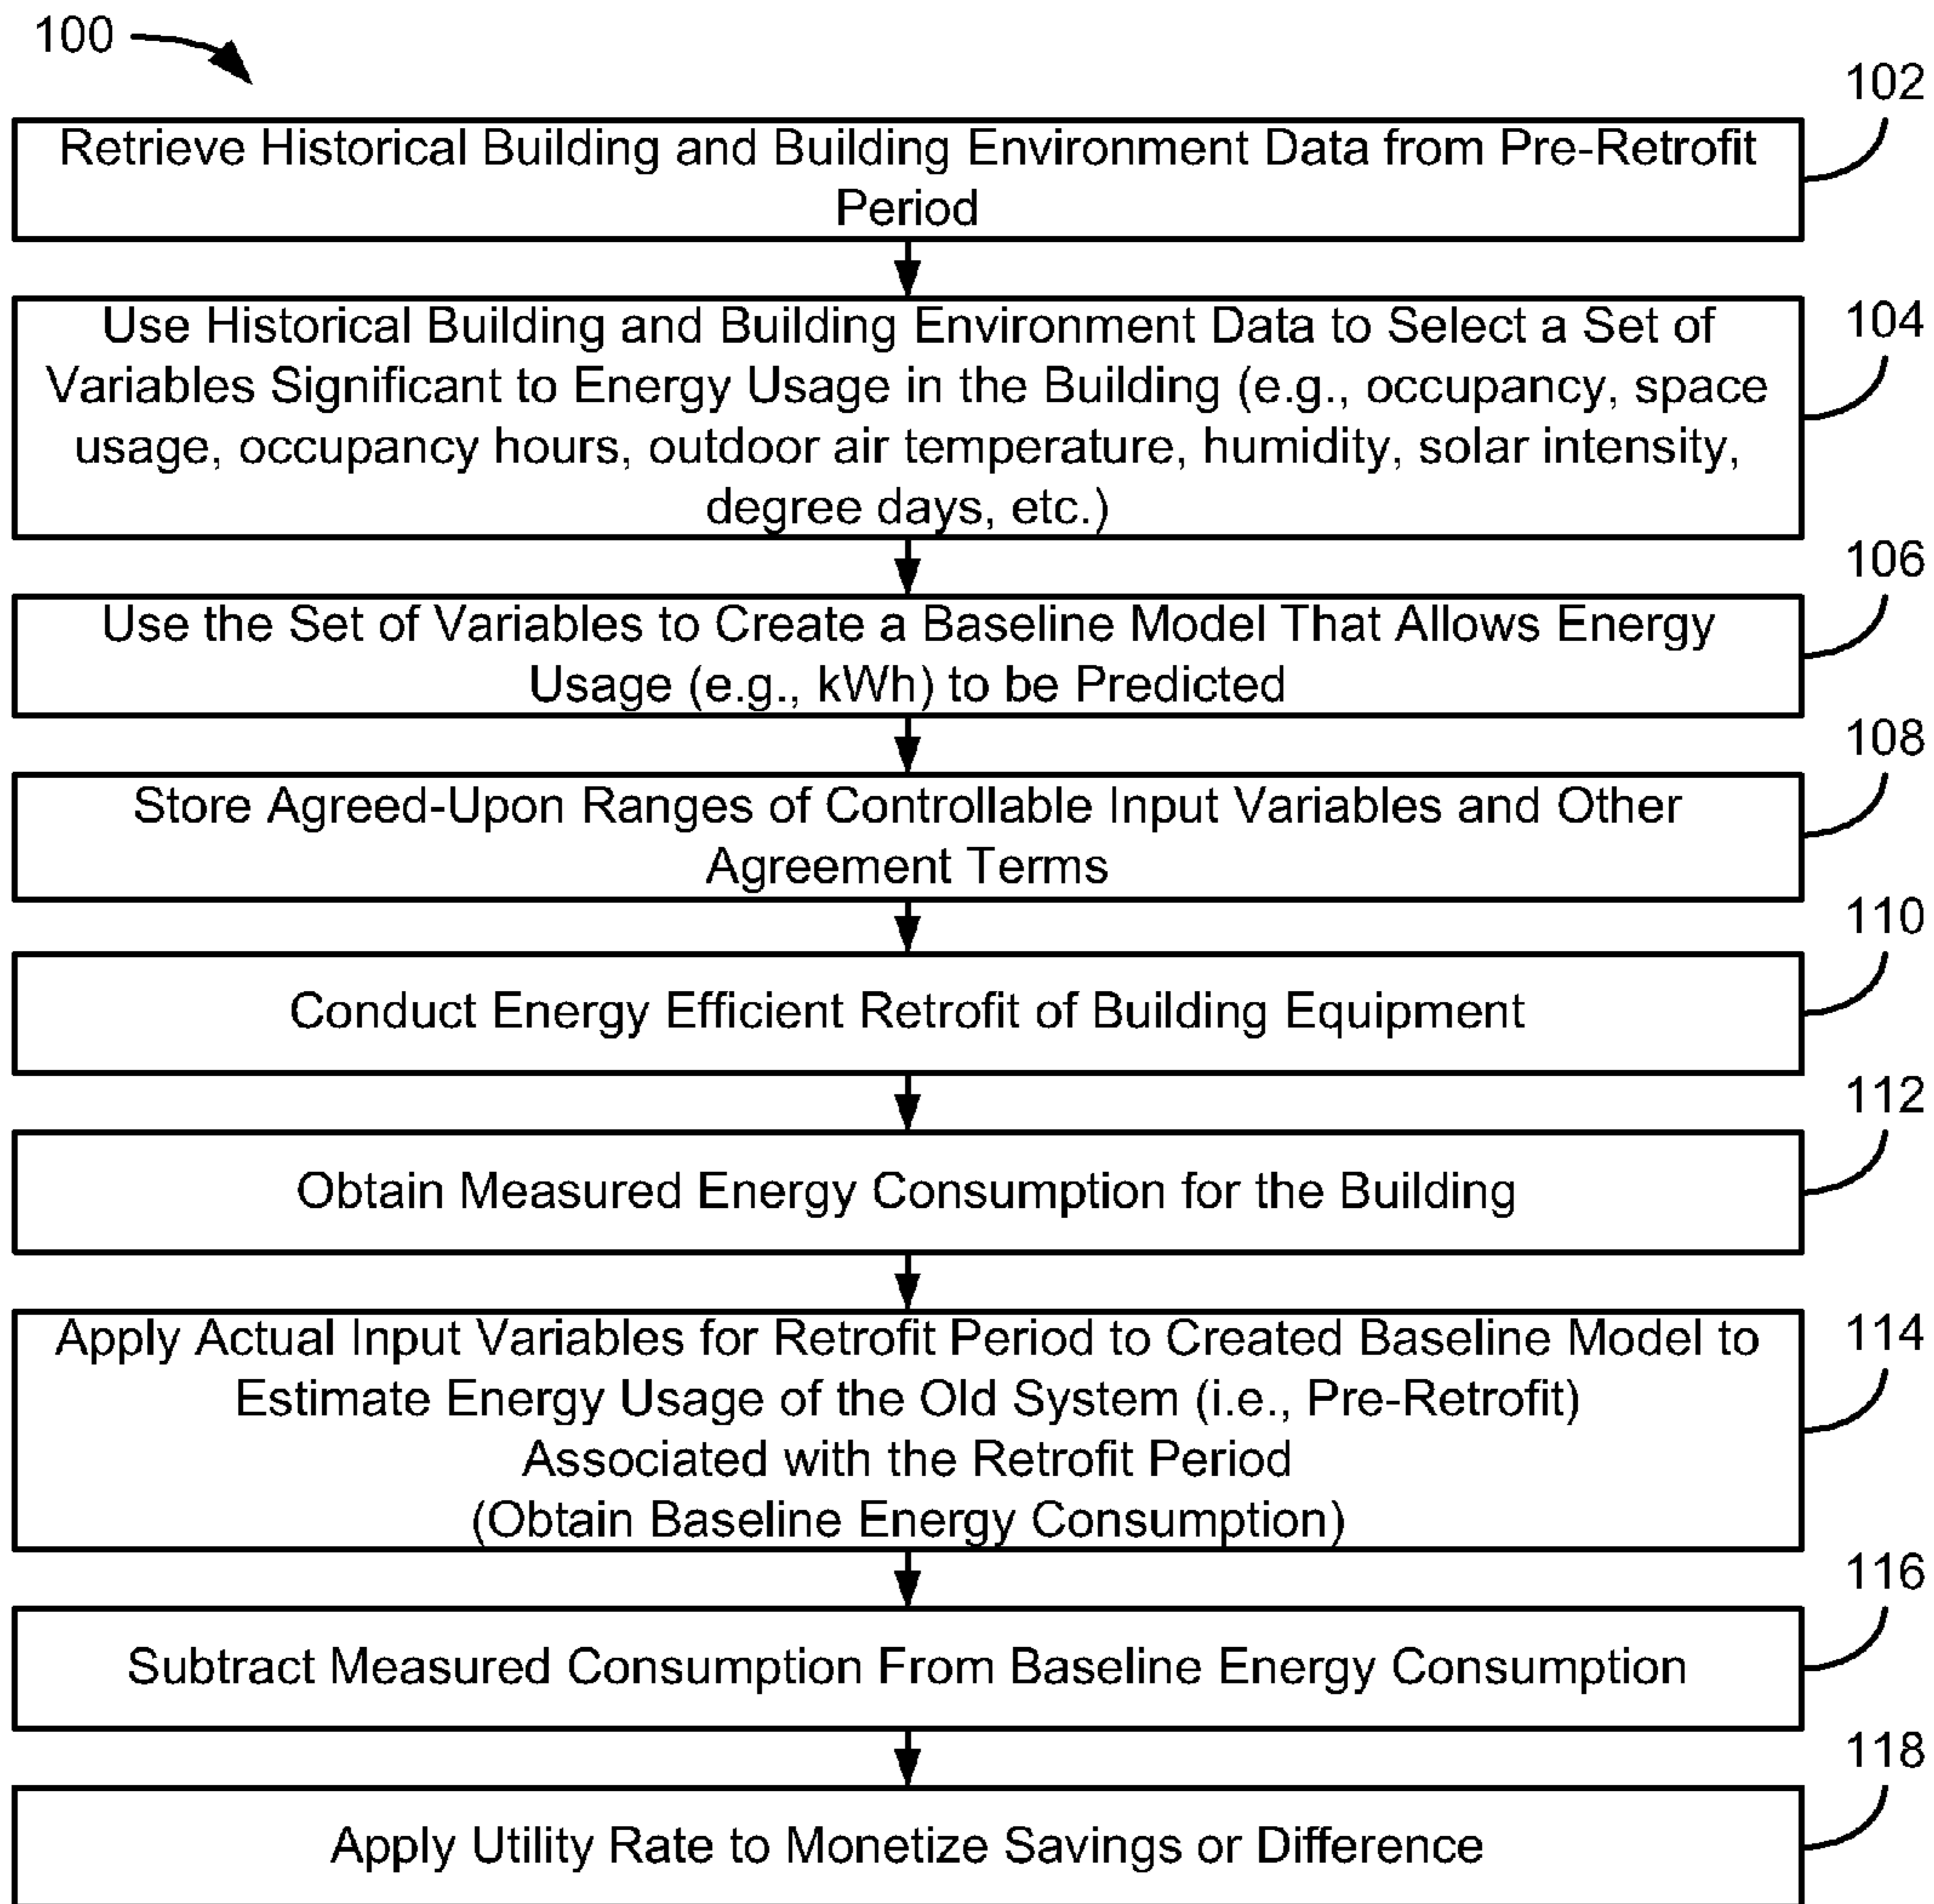 100
102
Retrieve Historical Building and Building Environment Data from Pre-Retrofit
Period
104
Use Historical Building and Building Environment Data to Select a Set of
Variables Significant to Energy Usage in the Building (e.g., occupancy, space
usage, occupancy hours, outdoor air temperature, humidity, solar intensity,
degree days, etc.)
106
Use the Set of Variables to Create a Baseline Model That Allows Energy
Usage (e.g., kWh) to be Predicted
108
Store Agreed-Upon Ranges of Controllable Input Variables and Other
Agreement Terms
110
Conduct Energy Efficient Retrofit of Building Equipment
112
Obtain Measured Energy Consumption for the Building
114
Apply Actual Input Variables for Retrofit Period to Created Baseline Model to
Estimate Energy Usage of the Old System (i.e., Pre-Retrofit)
Associated with the Retrofit Period
(Obtain Baseline Energy Consumption)
116
Subtract Measured Consumption From Baseline Energy Consumption
118
Apply Utility Rate to Monetize Savings or Difference